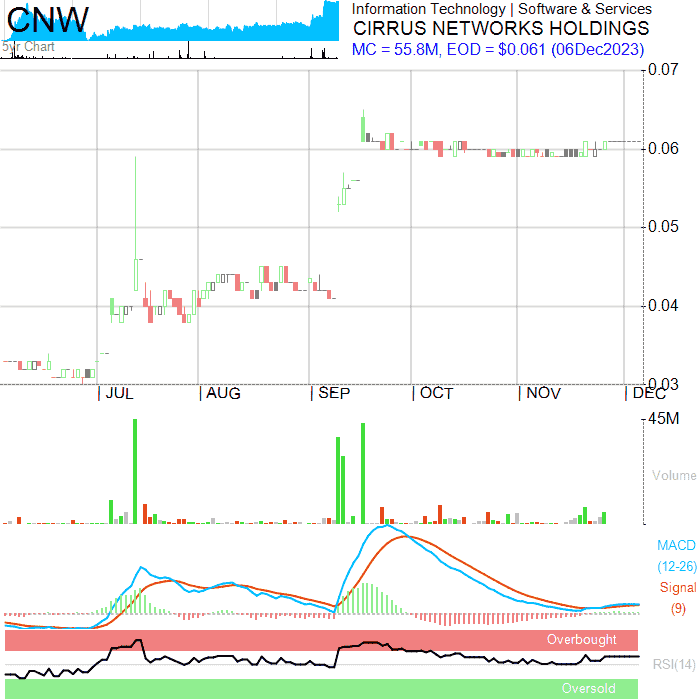 CNW
5yr Chart
Information Technology | Software & Services
CIRRUS NETWORKS HOLDINGS
MC = 55.8M, EOD = $0.061 (06Dec2023)
0.07
0.06
0.05
0.04
0.03
JUL AUG SEP OCT NOV DEC
45M
Volume
MACD
(12-26)
Signal
(9)
Overbought
RSI(14)
Oversold